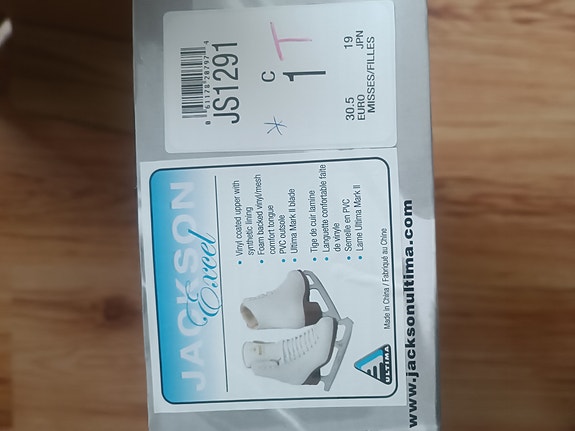 JACKSON
Excel
• Vinyl coated upper with
synthetic lining
• Foam backed vinyl/mesh
comfort tongue
• PVC outsole
• Ultima Mark II blade
• Tige de cuir lamine
• Languette confortable faite
de vinyle
• Semelle en PVC
• Lame Ultima Mark II
Made in China / Fabriqué au Chine
ULTIMA
www.jacksonultima.com
JS1291
* C T
1
30.5 19
EURO JPN
MISSES/FILLES